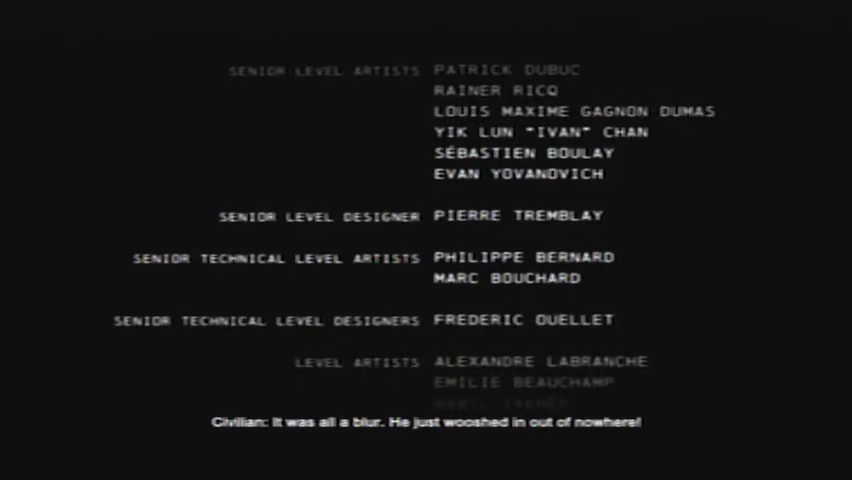 SENIOR LEVEL ARTISTS PATRICK DUBUC
RAINER RICQ
LOUIS MAXIME GAGNON DUMAS
YIK LUN "IVAN" CHAN
SÉBASTIEN BOULAY
EVAN YOVANOVICH
SENIOR LEVEL DESIGNER PIERRE TREMBLAY
SENIOR TECHNICAL LEVEL ARTISTS PHILIPPE BERNARD
MARC BOUCHARD
SENIOR TECHNICAL LEVEL DESIGNERS FREDERIC OUELLET
LEVEL ARTISTS ALEXANDRE LABRANCHE
EMILIE BEAUCHAMP
Civilian: It was all a blur. He just wooshed in out of nowhere!